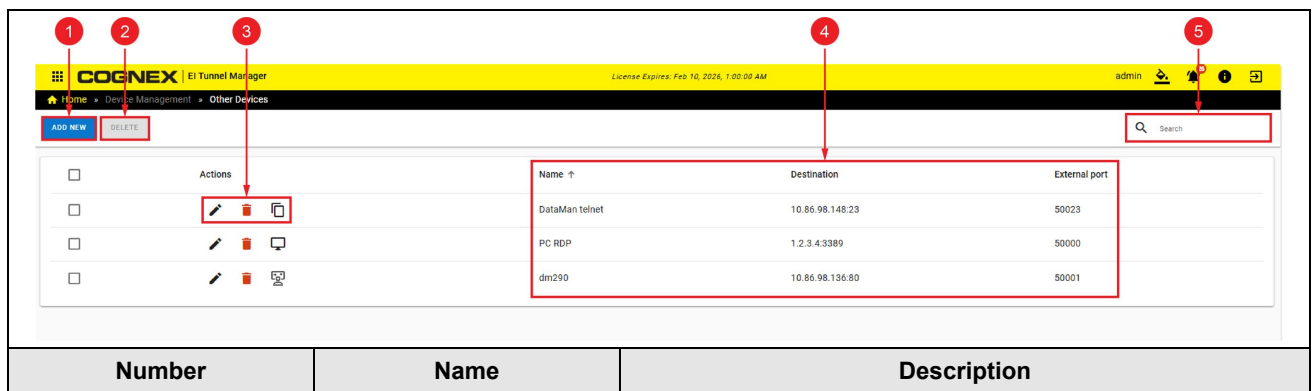 1 2 3 4 5
COGNEX | EI Tunnel Manager License Expires: Feb 10, 2026, 1:00:00 AM admin
Home » Device Management » Other Devices
ADD NEW DELETE Search
Actions Name ↑ Destination External port
DataMan telnet 10.86.98.148:23 50023
PC RDP 1.2.3.4:3389 50000
dm290 10.86.98.136:80 50001
Number Name Description